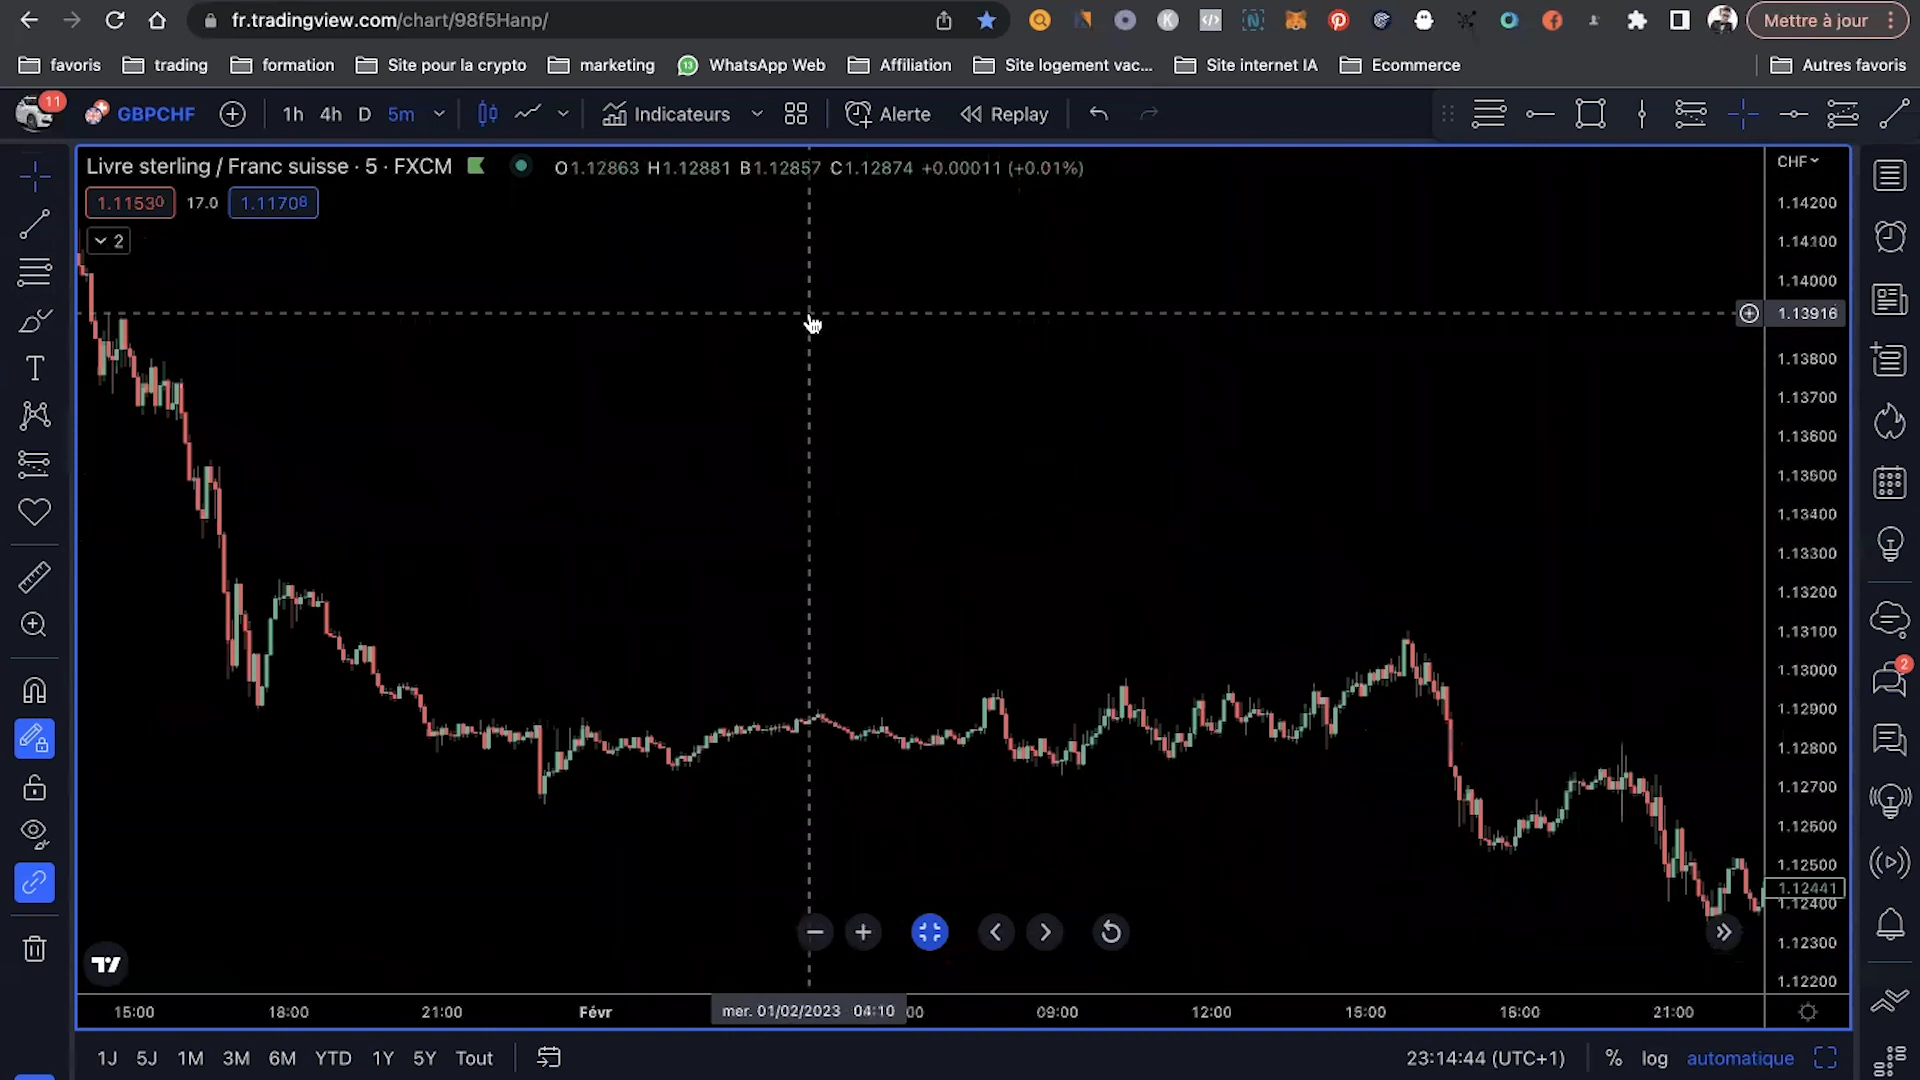 fr.tradingview.com/chart/98f5Hanp/
Mettre à jour
favoris trading formation Site pour la crypto marketing 13 WhatsApp Web Affiliation Site logement vac... Site internet IA Ecommerce Autres favoris
11 GBPCHF 1h 4h D 5m Indicateurs Alerte Replay
Livre sterling / Franc suisse · 5 · FXCM O1.12863 H1.12881 B1.12857 C1.12874 +0.00011 (+0.01%)
CHF
1.11530 17.0 1.11708
2
1.14200
1.14100
1.14000
1.13916
1.13800
1.13700
1.13600
1.13500
1.13400
1.13300
1.13200
1.13100
1.13000
1.12900
1.12800
1.12700
1.12600
1.12500
1.12441
1.12400
1.12300
1.12200
2
15:00 18:00 21:00 Févr mer. 01/02/2023 04:10 :00 09:00 12:00 15:00 18:00 21:00
1J 5J 1M 3M 6M YTD 1Y 5Y Tout 23:14:44 (UTC+1) % log automatique